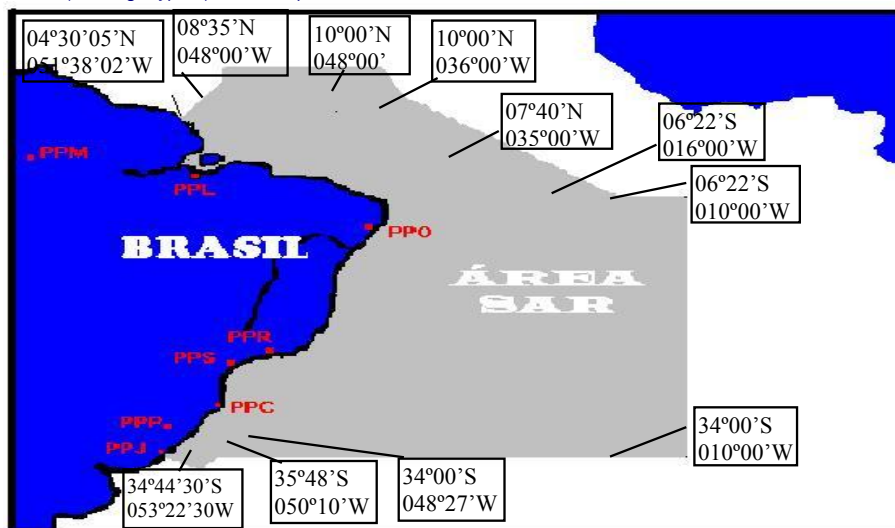 04º30’05’N
051º38’02’W
08º35’N
048º00’W
10º00’N
048º00’
10º00’N
036º00’W
07º40’N
035º00’W
06º22’S
016º00’W
06º22’S
010º00’W
PPM
PPL
PPO
BRASIL
ÁREA
SAR
PPR
PPS
PPC
PPP
PPJ
34º00’S
010º00’W
34º44’30’S
053º22’30W
35º48’S
050º10’W
34º00’S
048º27’W